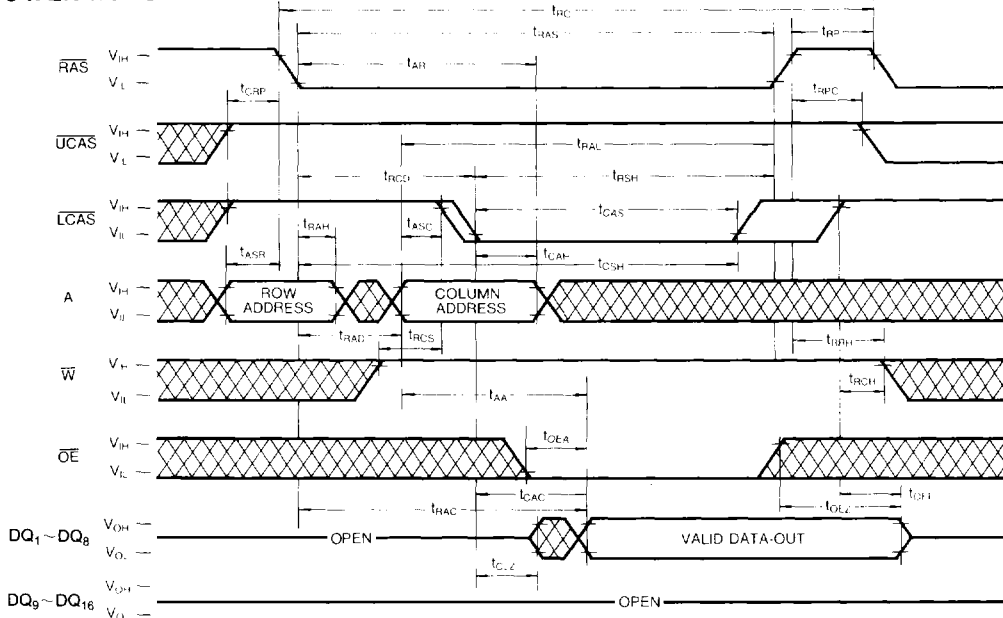 tRC
tRAS
tRP
tAR
RAS
VIH
VIL
tCRP
tRPC
UCAS
VIH
VIL
tRAL
tRCD
tRSH
LCAS
VIH
VIL
tCAS
tRAH
tASC
tCAH
tASR
tCSH
A
VIH
VIL
ROW
ADDRESS
COLUMN
ADDRESS
tRAD
tRCS
tRRH
W
VIH
VIL
tRCH
tAA
OE
VIH
VIL
tOEA
tCAC
tOFF
tRAC
tOEZ
DQ1~DQ8
VOH
VOL
OPEN
VALID DATA-OUT
tCLZ
DQ9~DQ16
VOH
VOL
OPEN